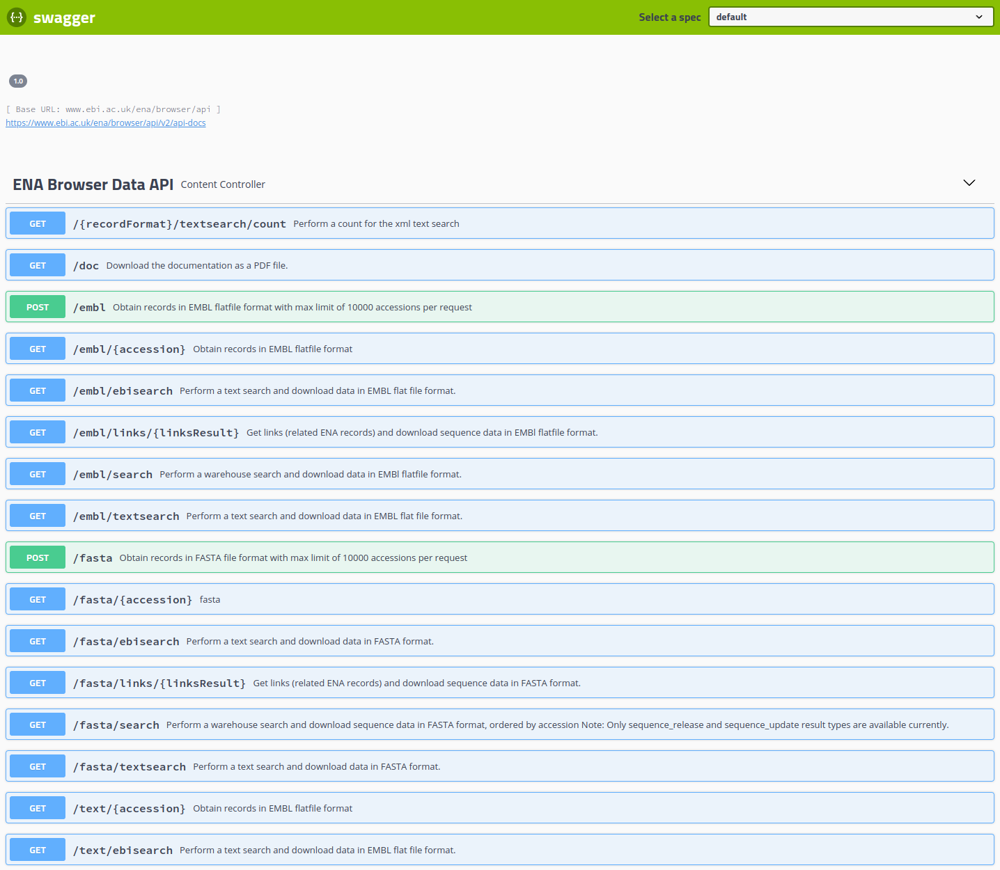 swagger
Select a spec default
1.0
[ Base URL: www.ebi.ac.uk/ena/browser/api ]
https://www.ebi.ac.uk/ena/browser/api/v2/api-docs
ENA Browser Data API Content Controller
GET /{recordFormat}/textsearch/count Perform a count for the xml text search
GET /doc Download the documentation as a PDF file.
POST /embl Obtain records in EMBL flatfile format with max limit of 10000 accessions per request
GET /embl/{accession} Obtain records in EMBL flatfile format
GET /embl/ebisearch Perform a text search and download data in EMBL flat file format.
GET /embl/links/{linksResult} Get links (related ENA records) and download sequence data in EMBl flatfile format.
GET /embl/search Perform a warehouse search and download data in EMBl flatfile format.
GET /embl/textsearch Perform a text search and download data in EMBL flat file format.
POST /fasta Obtain records in FASTA file format with max limit of 10000 accessions per request
GET /fasta/{accession} fasta
GET /fasta/ebisearch Perform a text search and download data in FASTA format.
GET /fasta/links/{linksResult} Get links (related ENA records) and download sequence data in FASTA format.
GET /fasta/search Perform a warehouse search and download sequence data in FASTA format, ordered by accession Note: Only sequence_release and sequence_update result types are available currently.
GET /fasta/textsearch Perform a text search and download data in FASTA format.
GET /text/{accession} Obtain records in EMBL flatfile format
GET /text/ebisearch Perform a text search and download data in EMBL flat file format.